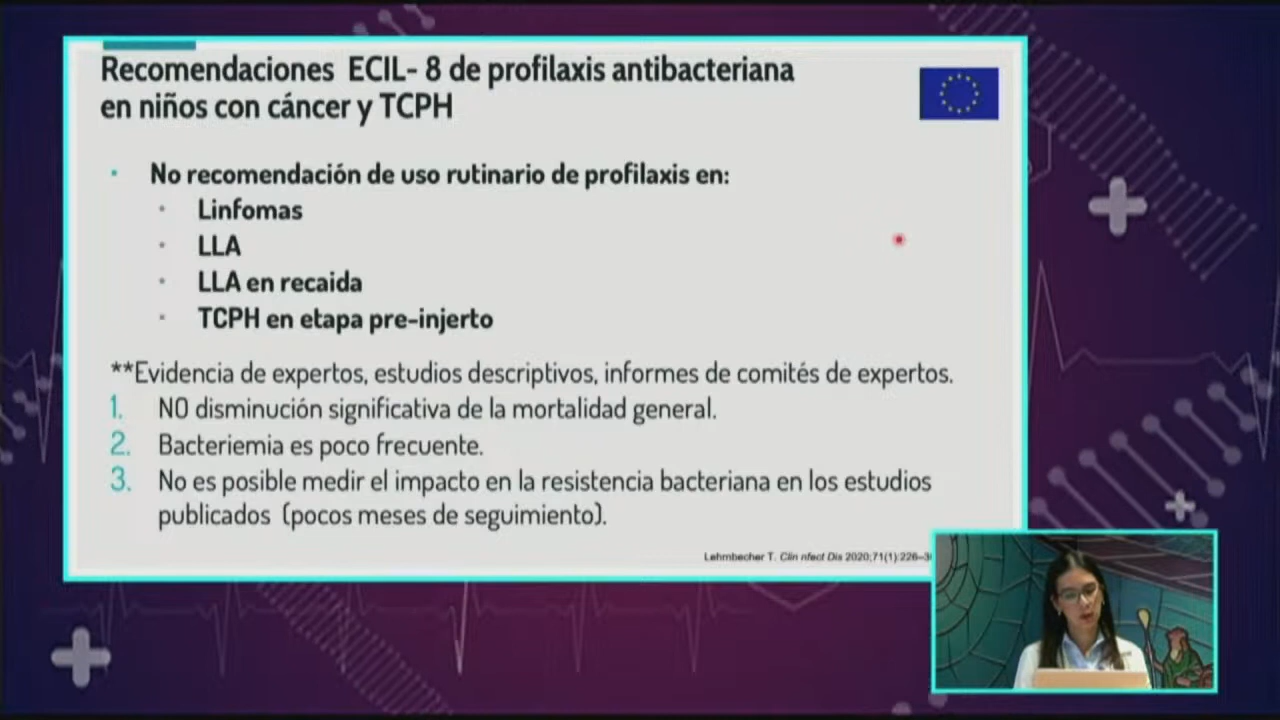 Recomendaciones ECIL- 8 de profilaxis antibacteriana
en niños con cáncer y TCPH
No recomendación de uso rutinario de profilaxis en:
Linfomas
LLA
LLA en recaida
TCPH en etapa pre-injerto
**Evidencia de expertos, estudios descriptivos, informes de comités de expertos.
1. NO disminución significativa de la mortalidad general.
2. Bacteriemia es poco frecuente.
3. No es posible medir el impacto en la resistencia bacteriana en los estudios
publicados (pocos meses de seguimiento).
Lehrnbecher T. Clin nfect Dis 2020;71(1):226–